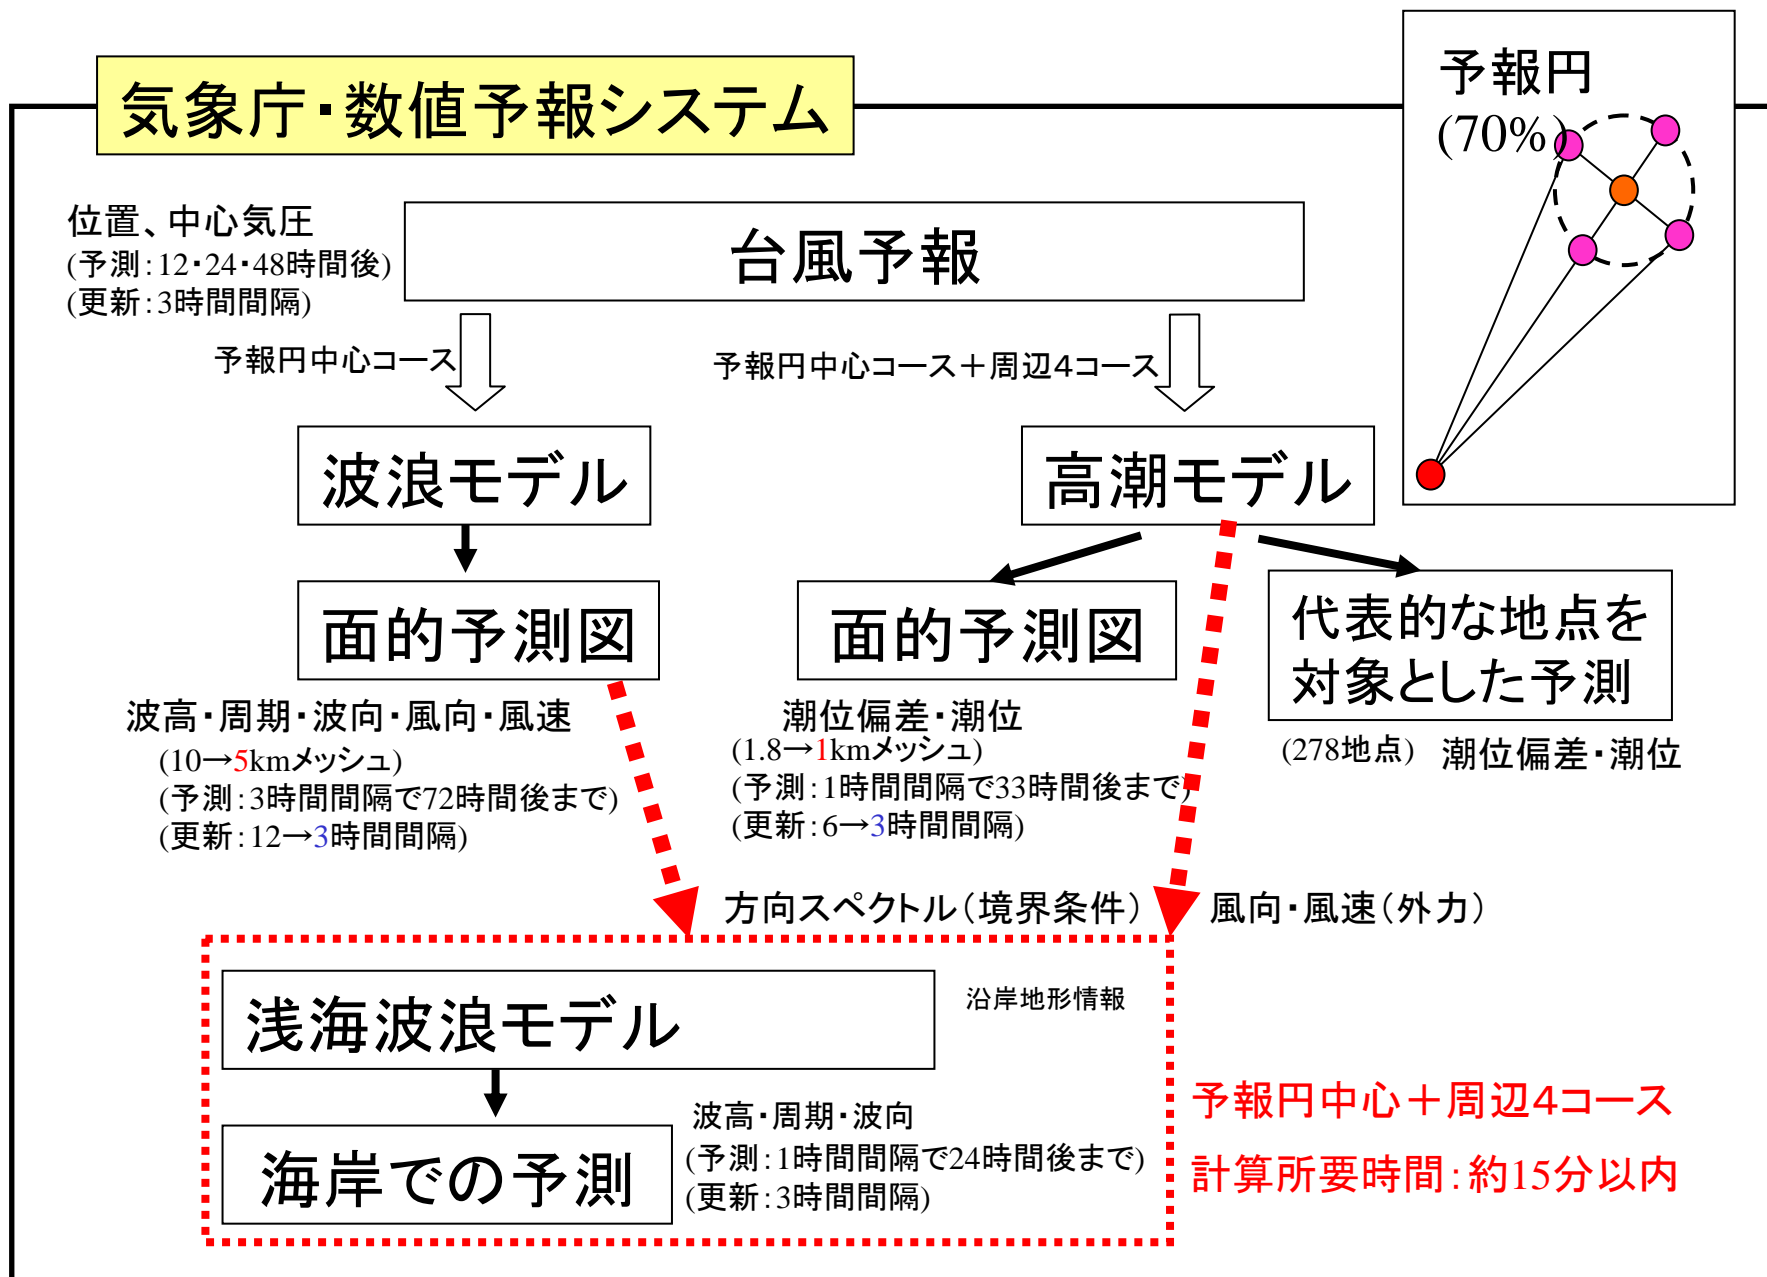 気象庁・数値予報システム
予報円
(70%)
位置、中心気圧
(予測:12・24・48時間後)
(更新:3時間間隔)
台風予報
予報円中心コース
予報円中心コース＋周辺４コース
波浪モデル
高潮モデル
面的予測図
面的予測図
代表的な地点を
対象とした予測
波高・周期・波向・風向・風速
(10→5kmメッシュ)
(予測:3時間間隔で72時間後まで)
(更新:12→3時間間隔)
潮位偏差・潮位
(1.8→1kmメッシュ)
(予測:1時間間隔で33時間後まで)
(更新:6→3時間間隔)
(278地点) 潮位偏差・潮位
方向スペクトル（境界条件）
風向・風速（外力）
浅海波浪モデル
沿岸地形情報
海岸での予測
波高・周期・波向
(予測:1時間間隔で24時間後まで)
(更新:3時間間隔)
予報円中心＋周辺４コース
計算所要時間:約15分以内